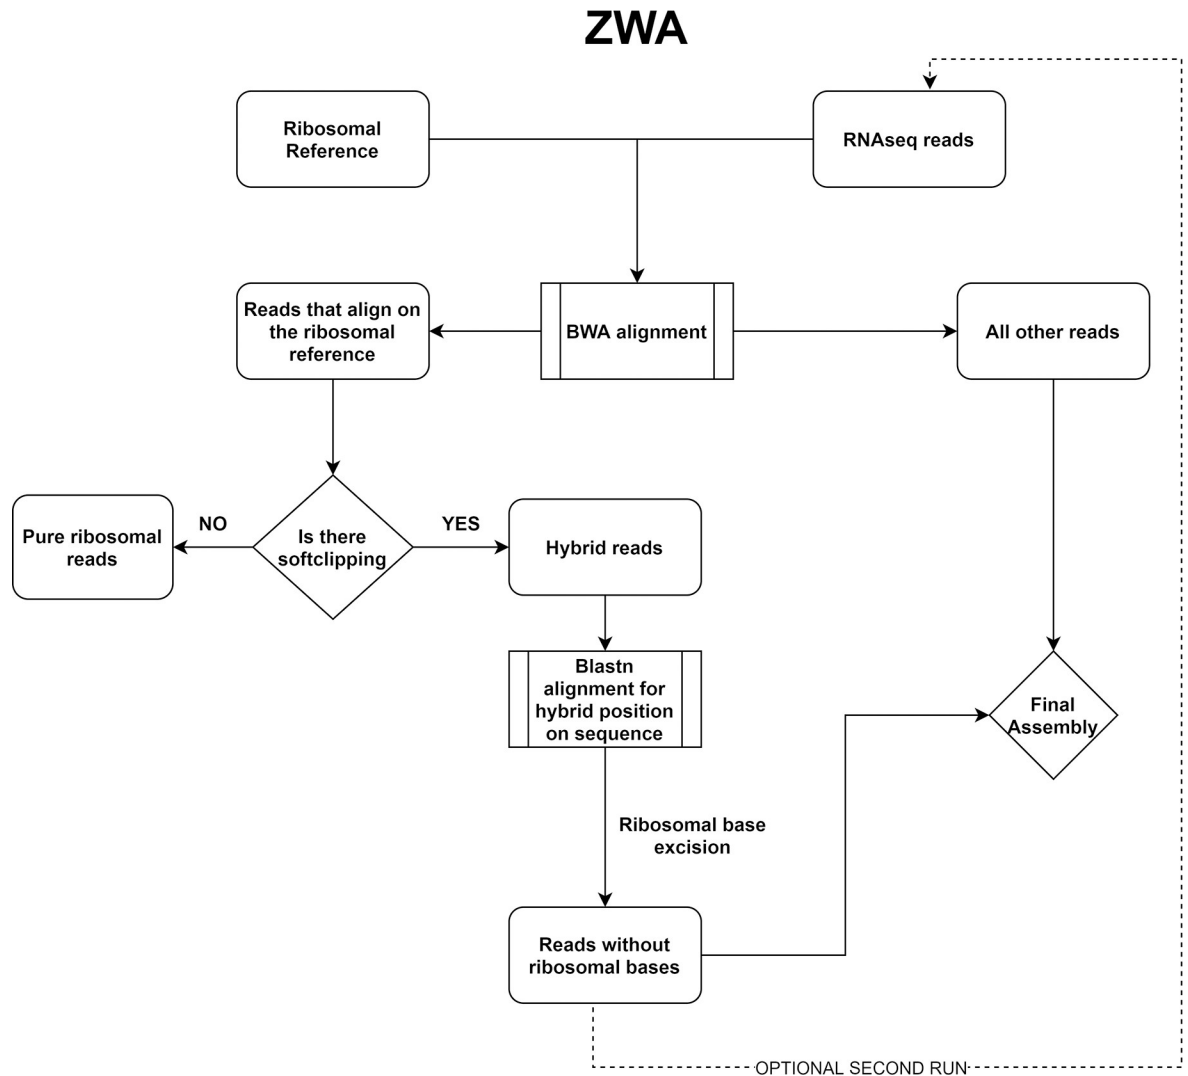 ZWA
Ribosomal
Reference
RNAseq reads
Reads that align on
the ribosomal
reference
BWA alignment
All other reads
Pure ribosomal
reads
NO
Is there
softclipping
YES
Hybrid reads
Blastn
alignment for
hybrid position
on sequence
Final
Assembly
Ribosomal base
excision
Reads without
ribosomal bases
OPTIONAL SECOND RUN